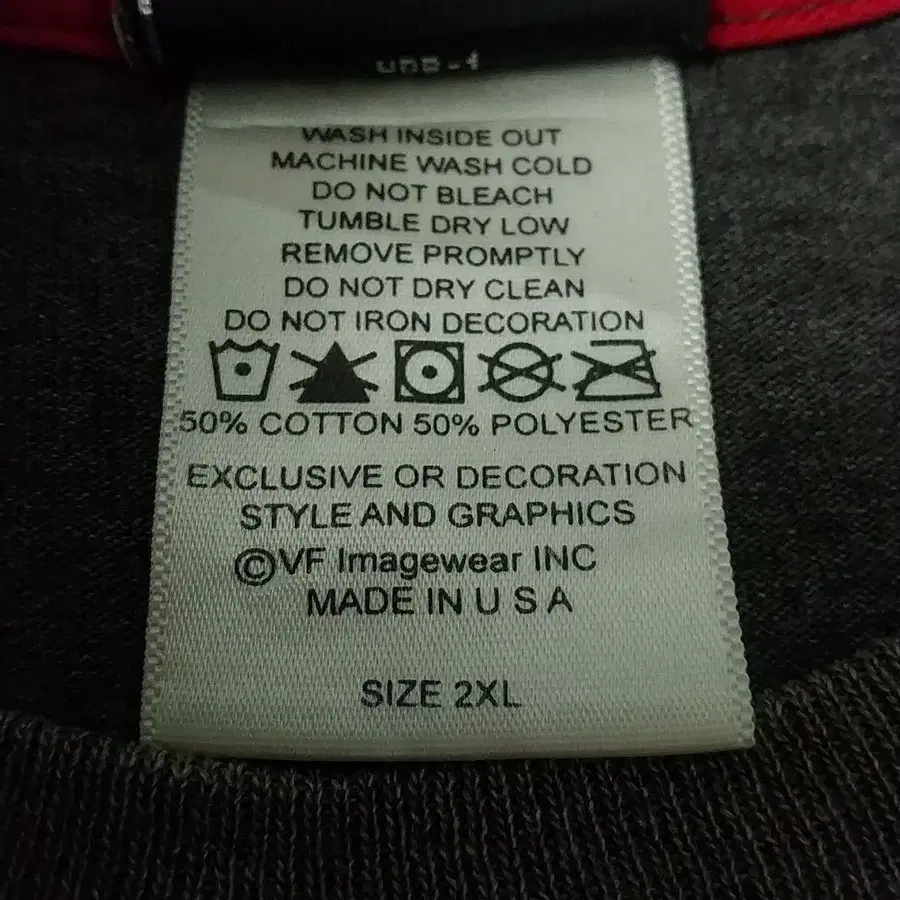 WASH INSIDE OUT
MACHINE WASH COLD
DO NOT BLEACH
TUMBLE DRY LOW
REMOVE PROMPTLY
DO NOT DRY CLEAN
DO NOT IRON DECORATION
50% COTTON 50% POLYESTER
EXCLUSIVE OR DECORATION
STYLE AND GRAPHICS
©VF Imagewear INC
MADE IN U S A
SIZE 2XL